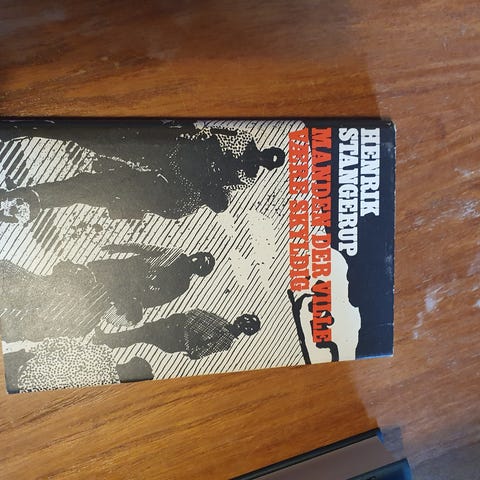 HENRIK
STANGERUP
MANDEN DER VILLE
VÆRE SKYLDIG